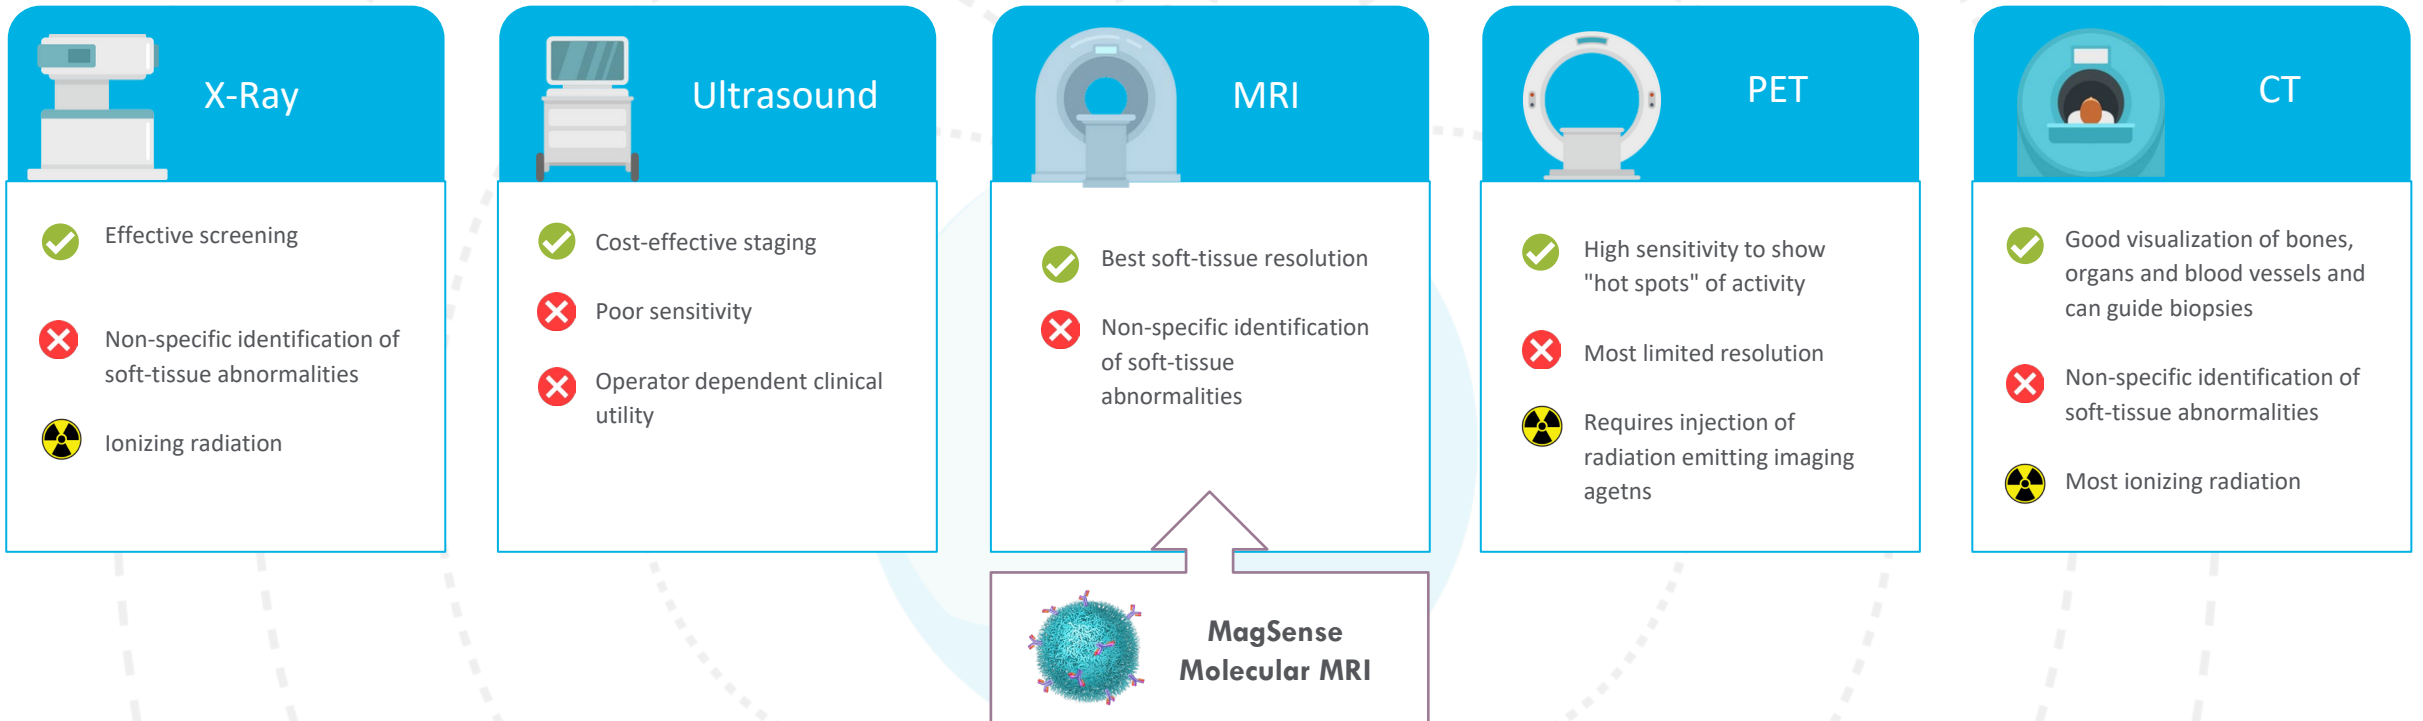 X-Ray
Effective screening
Non-specific identification of
soft-tissue abnormalities
Ionizing radiation
Ultrasound
Cost-effective staging
Poor sensitivity
Operator dependent clinical
utility
MRI
Best soft-tissue resolution
Non-specific identification
of soft-tissue
abnormalities
PET
High sensitivity to show
"hot spots" of activity
Most limited resolution
Requires injection of
radiation emitting imaging
agetns
CT
Good visualization of bones,
organs and blood vessels and
can guide biopsies
Non-specific identification of
soft-tissue abnormalities
Most ionizing radiation
MagSense
Molecular MRI